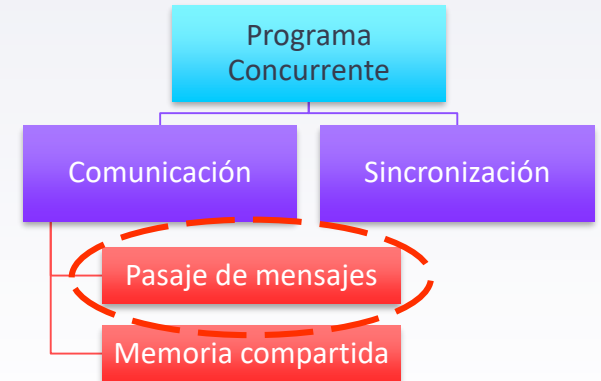 Programa
Concurrente
Comunicación
Sincronización
Pasaje de mensajes
Memoria compartida